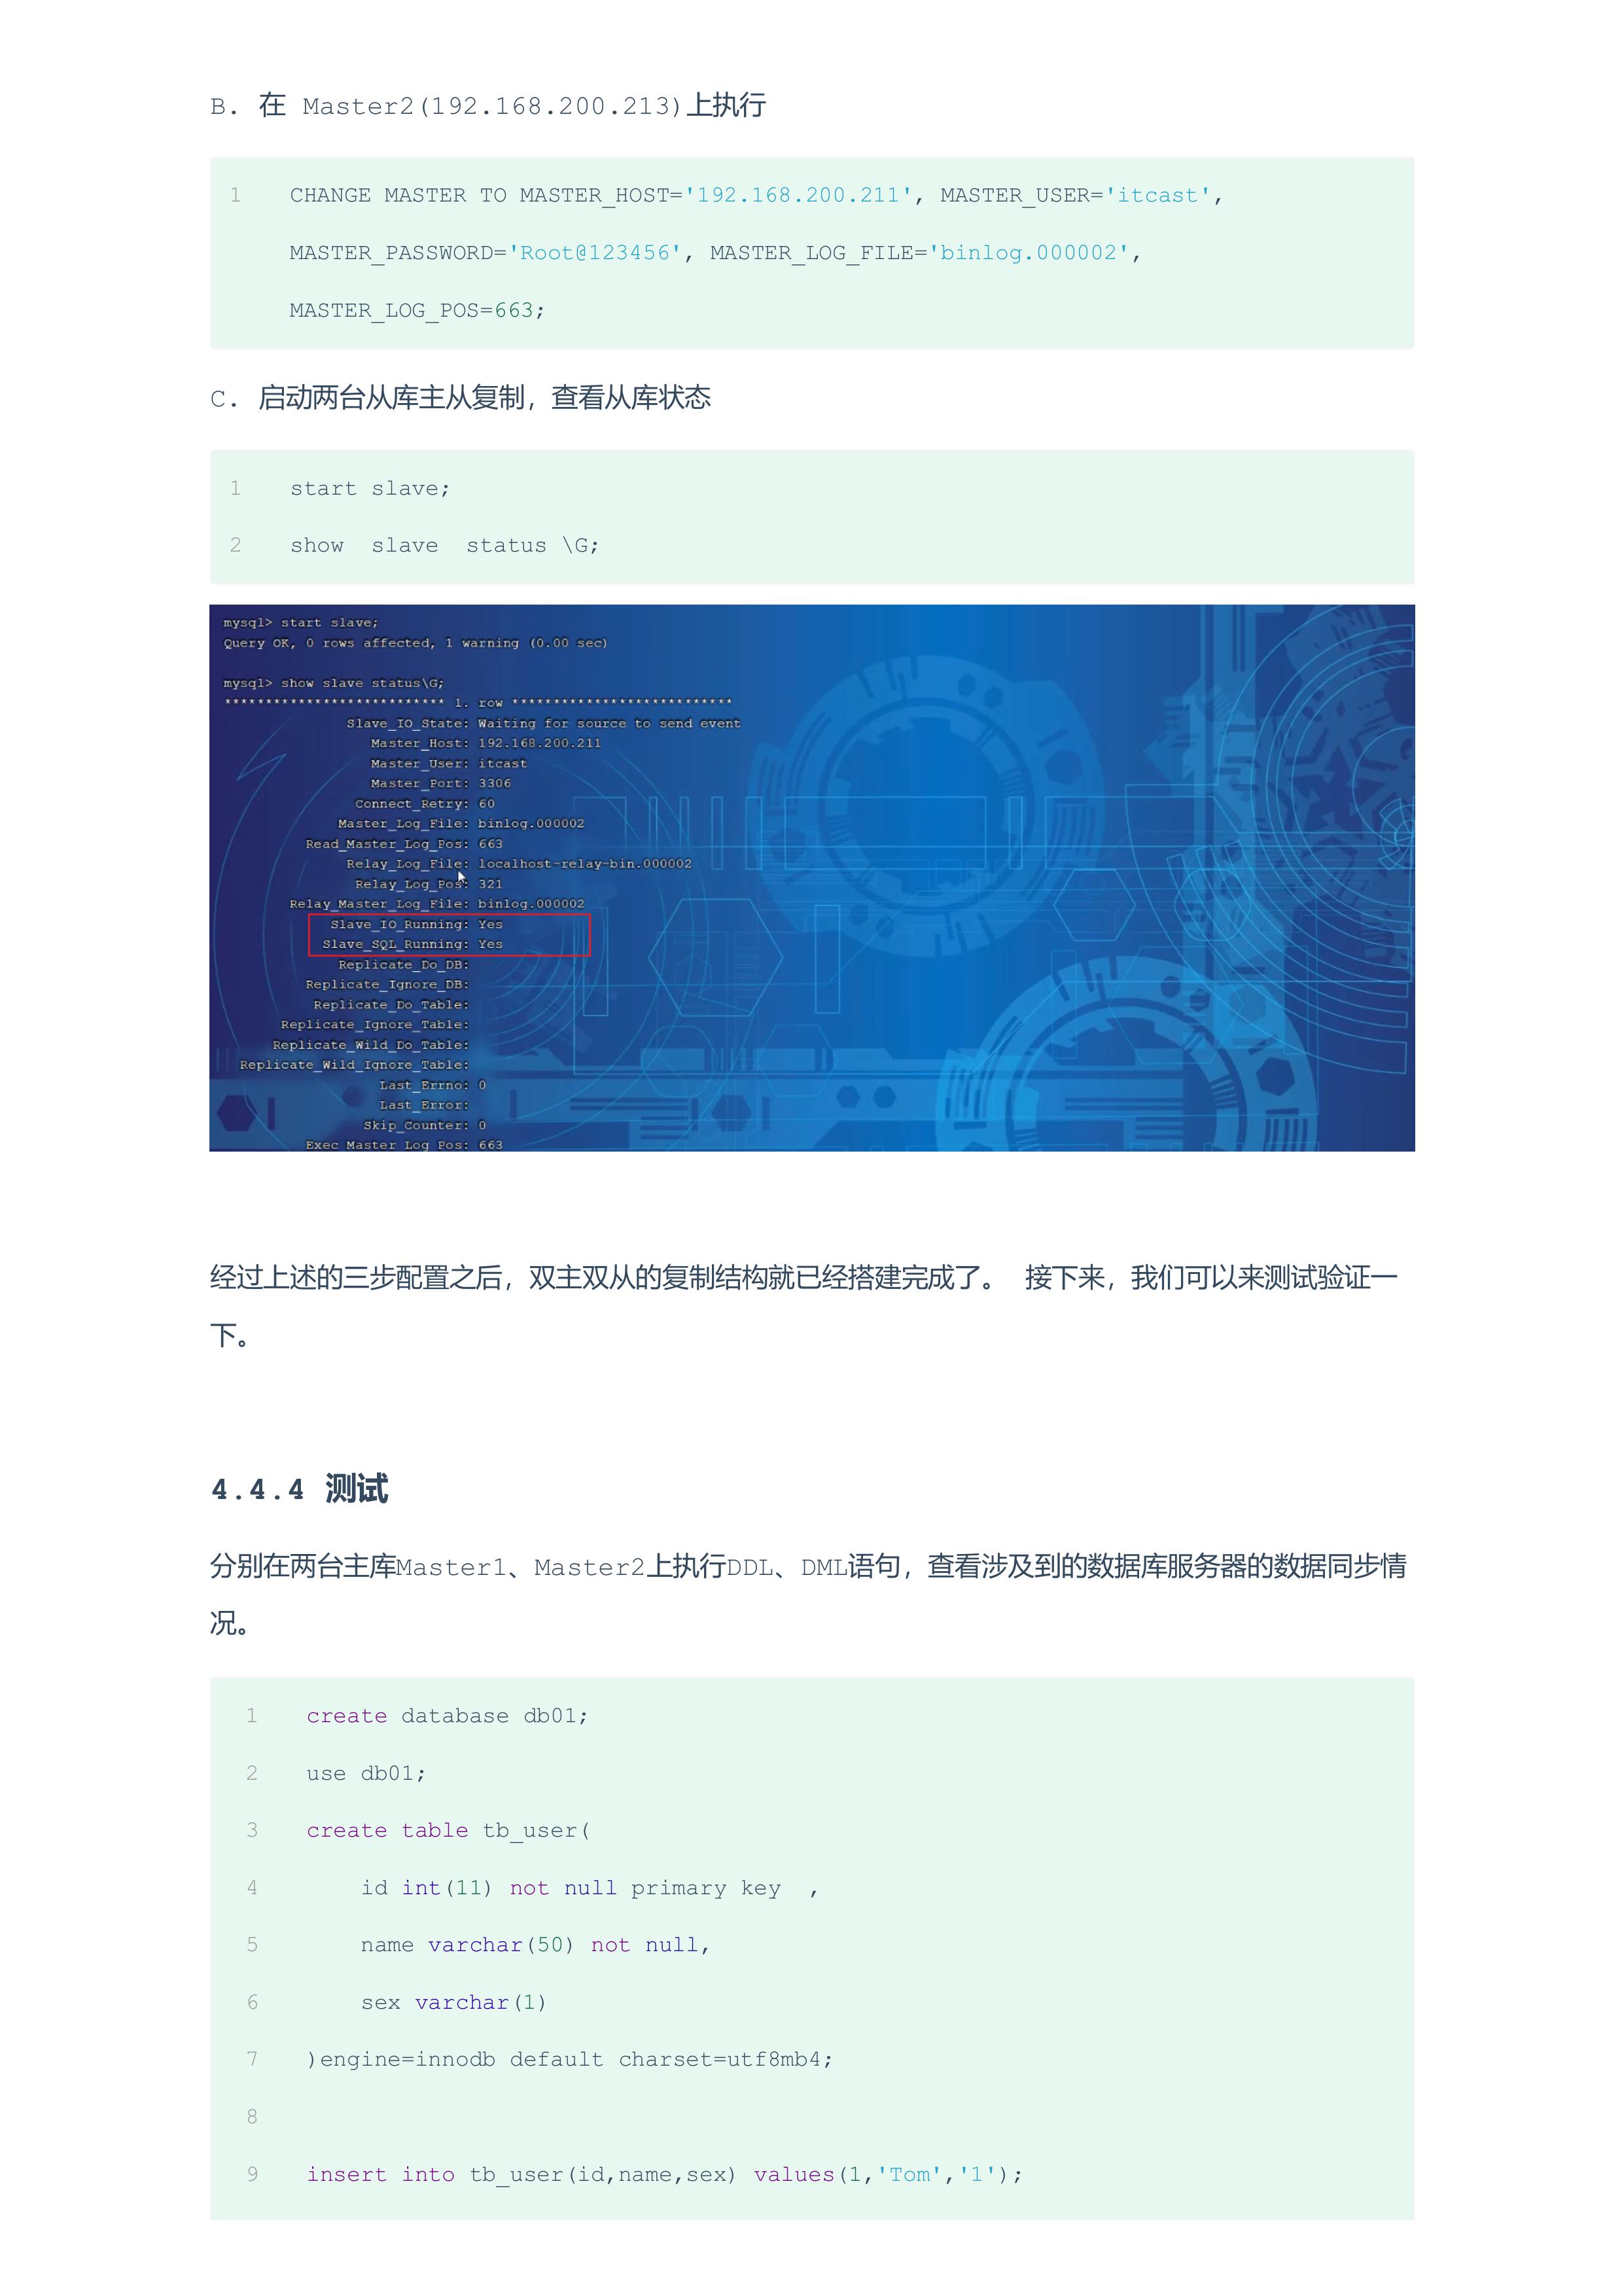 B. 在 Master2(192.168.200.213)上执行
1 CHANGE MASTER TO MASTER_HOST='192.168.200.211', MASTER_USER='itcast',
MASTER_PASSWORD='Root@123456', MASTER_LOG_FILE='binlog.000002',
MASTER_LOG_POS=663;
C. 启动两台从库主从复制，查看从库状态
1 start slave;
2 show  slave  status \G;
mysql> start slave;
Query OK, 0 rows affected, 1 warning (0.00 sec)
mysql> show slave status\G;
*************************** 1. row ***************************
Slave_IO_State: Waiting for source to send event
Master_Host: 192.168.200.211
Master_User: itcast
Master_Port: 3306
Connect_Retry: 60
Master_Log_File: binlog.000002
Read_Master_Log_Pos: 663
Relay_Log_File: localhost-relay-bin.000002
Relay_Log_Pos: 321
Relay_Master_Log_File: binlog.000002
Slave_IO_Running: Yes
Slave_SQL_Running: Yes
Replicate_Do_DB:
Replicate_Ignore_DB:
Replicate_Do_Table:
Replicate_Ignore_Table:
Replicate_Wild_Do_Table:
Replicate_Wild_Ignore_Table:
Last_Errno: 0
Last_Error:
Skip_Counter: 0
Exec_Master_Log_Pos: 663
经过上述的三步配置之后，双主双从的复制结构就已经搭建完成了。 接下来，我们可以来测试验证一
下。
4.4.4 测试
分别在两台主库Master1、Master2上执行DDL、DML语句，查看涉及到的数据库服务器的数据同步情
况。
1 create database db01;
2 use db01;
3 create table tb_user(
4     id int(11) not null primary key  ,
5     name varchar(50) not null,
6     sex varchar(1)
7 )engine=innodb default charset=utf8mb4;
8
9 insert into tb_user(id,name,sex) values(1,'Tom','1');